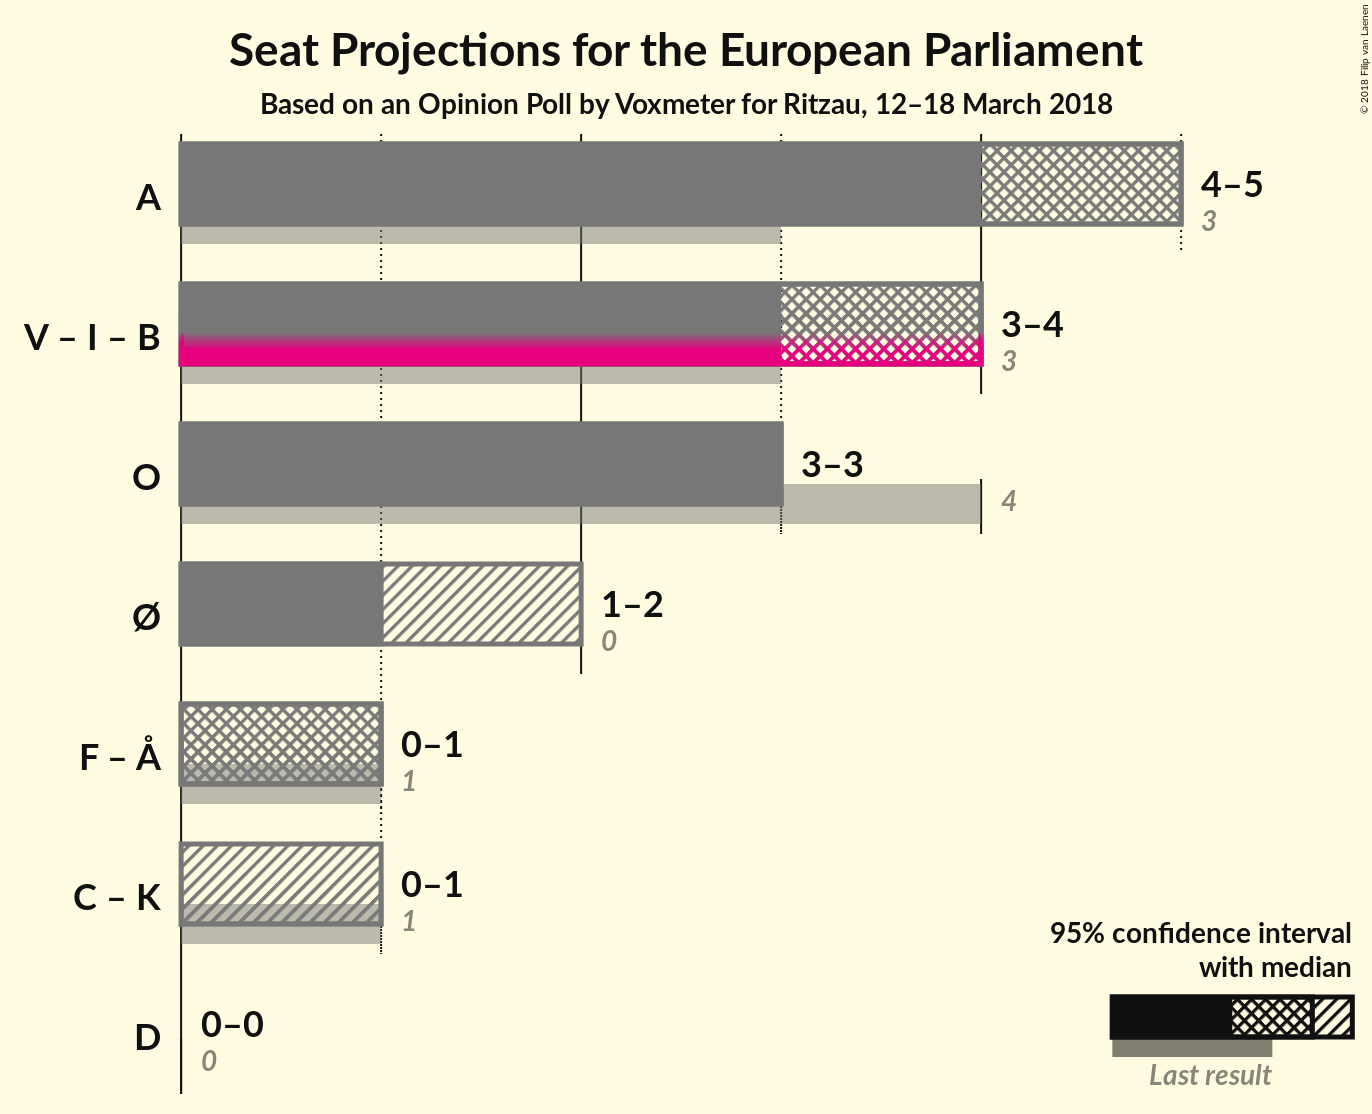 Seat Projections for the European Parliament
Based on an Opinion Poll by Voxmeter for Ritzau, 12–18 March 2018
© 2018 Filip van Laenen
A
4–5
3
V – I – B
3–4
3
O
3–3
4
Ø
1–2
0
F – Å
0–1
1
C – K
0–1
1
D
0–0
0
95% confidence interval
with median
Last result